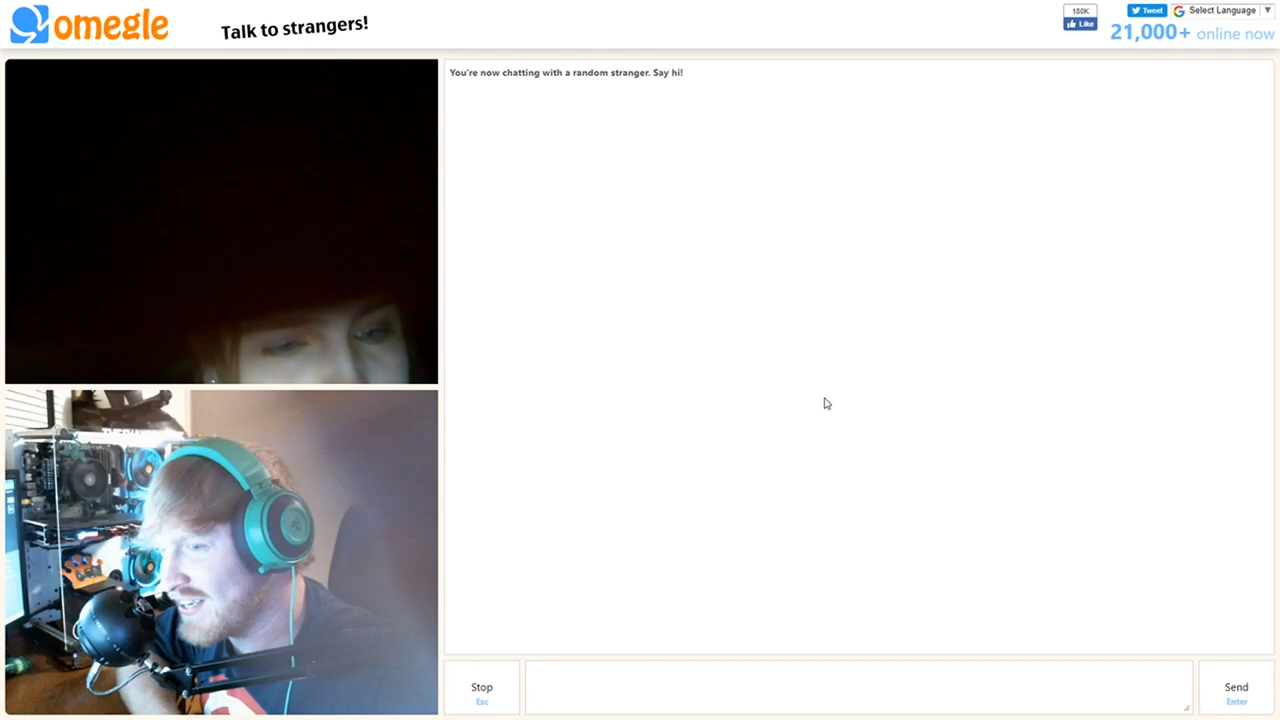 omegle
Talk to strangers!
180K
Like
Tweet
Select Language
21,000+ online now
You're now chatting with a random stranger. Say hi!
Stop
Esc
Send
Enter